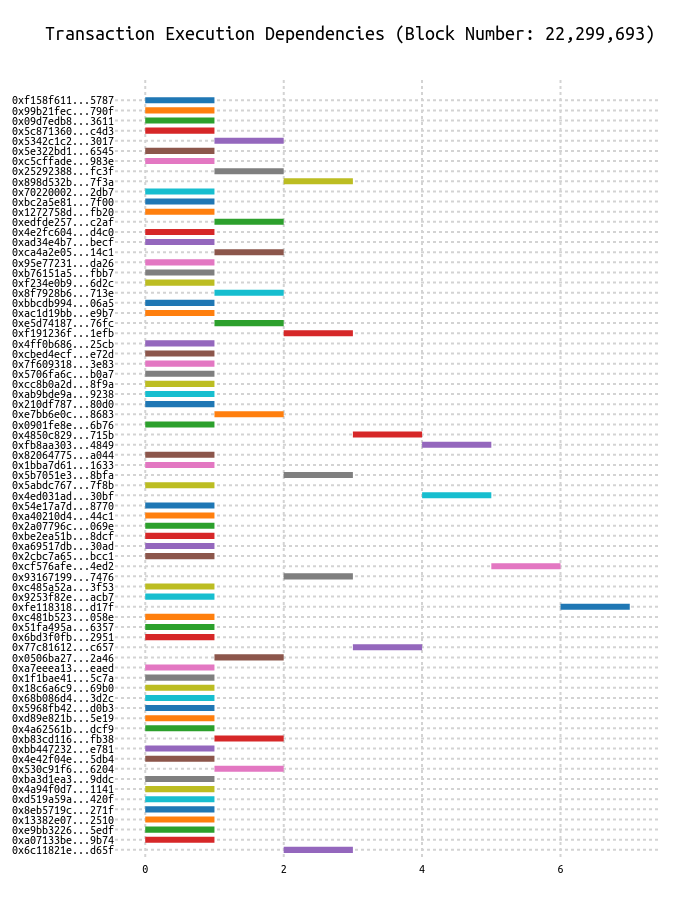 Transaction Execution Dependencies (Block Number: 22,299,693)
0xf158f611...5787
0x99b21fec...790f
0x09d7edb8...3611
0x5c871360...c4d3
0x5342c1c2...3017
0x5e322bd1...6545
0xc5cffade...983e
0x25292388...fc3f
0x898d532b...7f3a
0x70220002...2db7
0xbc2a5e81...7f00
0x1272758d...fb20
0xedfde257...c2af
0x4e2fc604...d4c0
0xad34e4b7...becf
0xca4a2e05...14c1
0x95e77231...da26
0xb76151a5...fbb7
0xf234e0b9...6d2c
0x8f7928b6...713e
0xbbcdb994...06a5
0xac1d19bb...e9b7
0xe5d74187...76fc
0xf191236f...1efb
0x4ff0b686...25cb
0xcbed4ecf...e72d
0x7f609318...3e83
0x5706fa6c...b0a7
0xcc8b0a2d...8f9a
0xab9bde9a...9238
0x210df787...80d0
0xe7bb6e0c...8683
0x0901fe8e...6b76
0x4850c829...715b
0xfb8aa303...4849
0x82064775...a044
0x1bba7d61...1633
0x5b7051e3...8bfa
0x5abdc767...7f8b
0x4ed031ad...30bf
0x54e17a7d...8770
0xa40210d4...44c1
0x2a07796c...069e
0xbe2ea51b...8dcf
0xa69517db...30ad
0x2cbc7a65...bcc1
0xcf576afe...4ed2
0x93167199...7476
0xc485a52a...3f53
0x9253f82e...acb7
0xfe118318...d17f
0xc481b523...058e
0x51fa495a...6357
0x6bd3f0fb...2951
0x77c81612...c657
0x0506ba27...2a46
0xa7eeea13...eaed
0x1f1bae41...5c7a
0x18c6a6c9...69b0
0x68b086d4...3d2c
0x5968fb42...d0b3
0xd89e821b...5e19
0x4a62561b...dcf9
0xb83cd116...fb38
0xbb447232...e781
0x4e42f04e...5db4
0x530c91f6...6204
0xba3d1ea3...9ddc
0x4a94f0d7...1141
0xd519a59a...420f
0x8eb5719c...271f
0x13382e07...2510
0xe9bb3226...5edf
0xa07133be...9b74
0x6c11821e...d65f
0 2 4 6